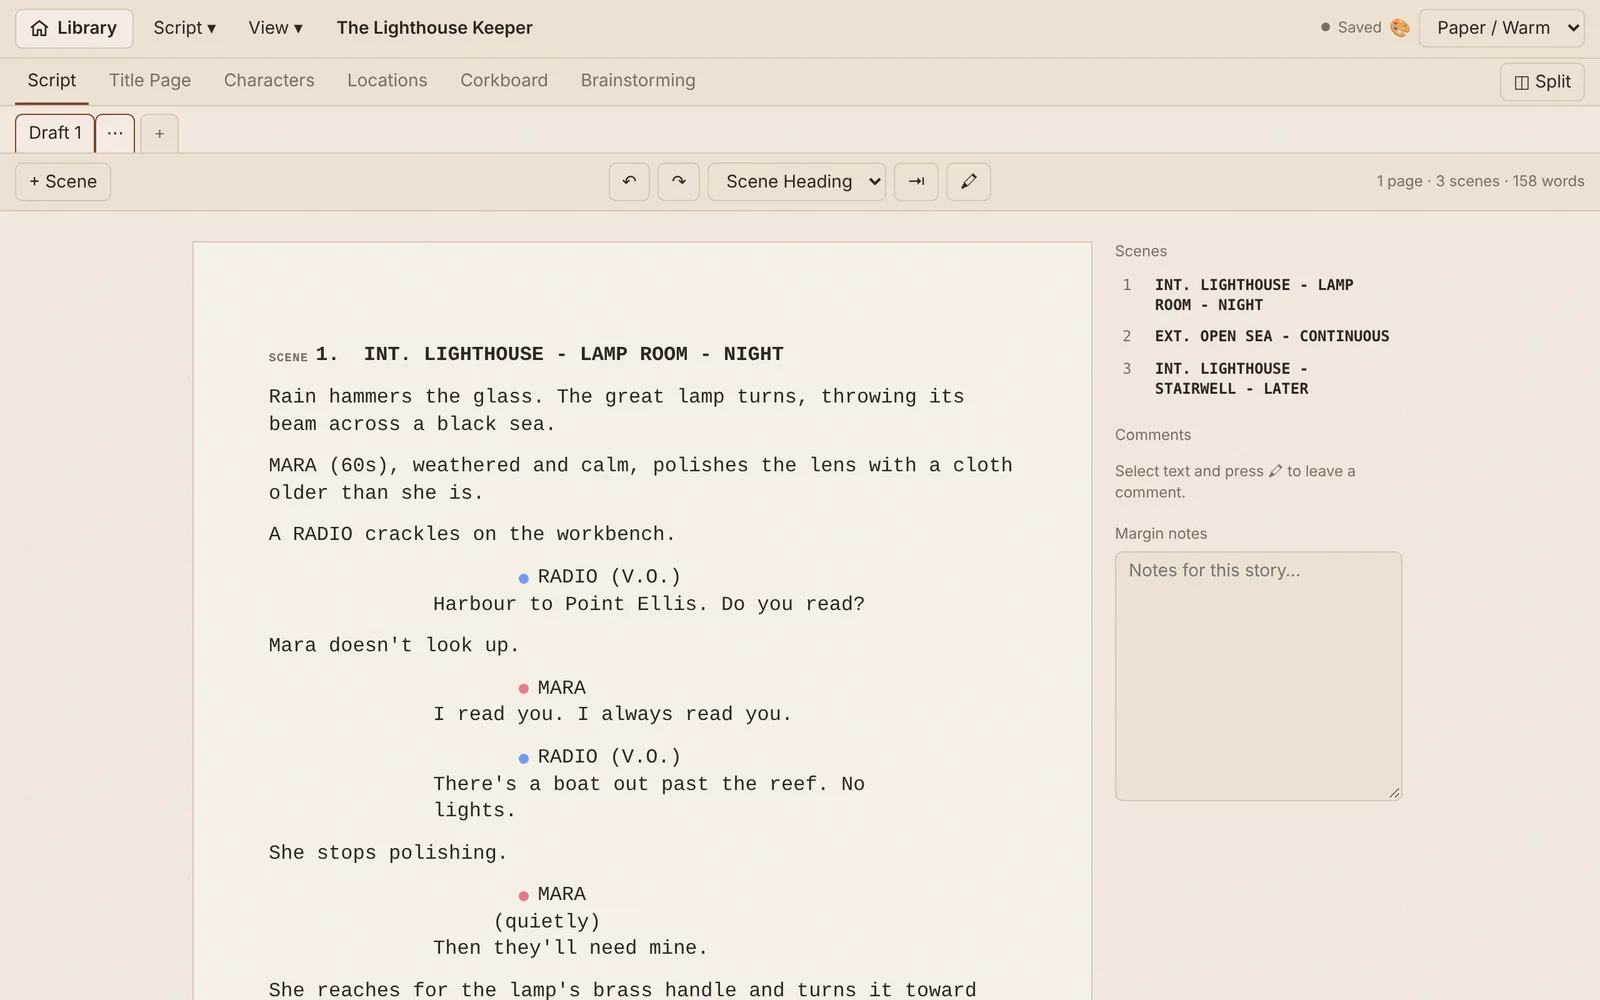 Library Script ▾ View ▾ The Lighthouse Keeper ● Saved 🎨 Paper / Warm
Script Title Page Characters Locations Corkboard Brainstorming Split
Draft 1 ... +
+ Scene ↶ ↷ Scene Heading ⇥ 1 page · 3 scenes · 158 words
SCENE 1. INT. LIGHTHOUSE - LAMP ROOM - NIGHT
Rain hammers the glass. The great lamp turns, throwing its
beam across a black sea.
MARA (60s), weathered and calm, polishes the lens with a cloth
older than she is.
A RADIO crackles on the workbench.
RADIO (V.O.)
Harbour to Point Ellis. Do you read?
Mara doesn't look up.
MARA
I read you. I always read you.
RADIO (V.O.)
There's a boat out past the reef. No
lights.
She stops polishing.
MARA
(quietly)
Then they'll need mine.
She reaches for the lamp's brass handle and turns it toward
Scenes
1 INT. LIGHTHOUSE - LAMP
ROOM - NIGHT
2 EXT. OPEN SEA - CONTINUOUS
3 INT. LIGHTHOUSE -
STAIRWELL - LATER
Comments
Select text and press 🖍 to leave a
comment.
Margin notes
Notes for this story...